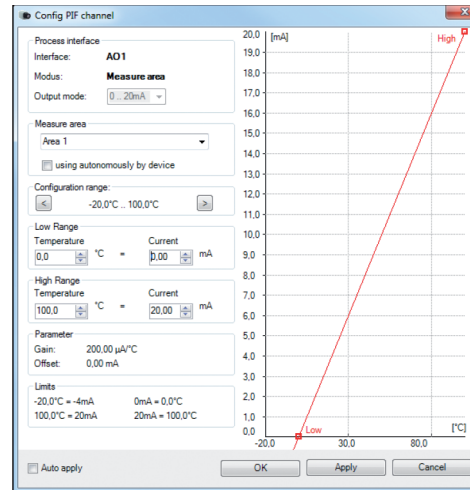 Config PIF channel
Process interface
Interface: AO1
Modus: Measure area
Output mode: 0 .. 20mA
Measure area
Area 1
using autonomously by device
Configuration range:
< -20,0°C .. 100,0°C >
Low Range
Temperature Current
0,0 °C = 0,00 mA
High Range
Temperature Current
100,0 °C = 20,00 mA
Parameter
Gain: 200,00 µA/°C
Offset: 0,00 mA
Limits
-20,0°C = -4mA 0mA = 0,0°C
100,0°C = 20mA 20mA = 100,0°C
Auto apply
20,0 [mA] High
19,0
18,0
17,0
16,0
15,0
14,0
13,0
12,0
11,0
10,0
9,0
8,0
7,0
6,0
5,0
4,0
3,0
2,0
1,0
0,0 Low [°C]
-20,0 30,0 80,0
OK Apply Cancel